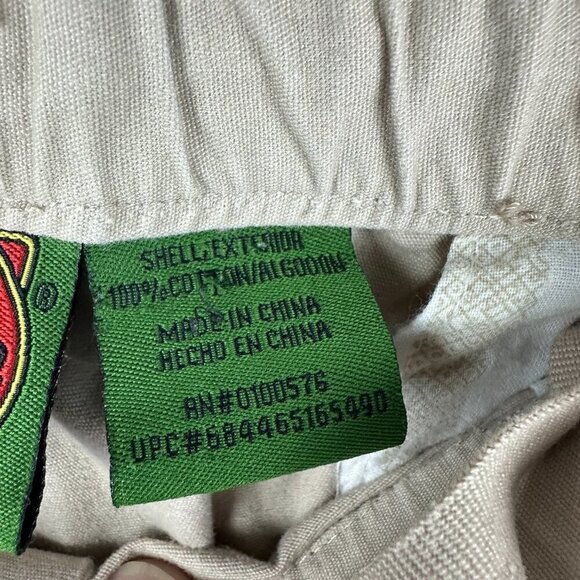 SHELL/EXTERIOR
100% COTTON/ALGODON
MADE IN CHINA
HECHO EN CHINA
RN#0100576
UPC#684465165490
®